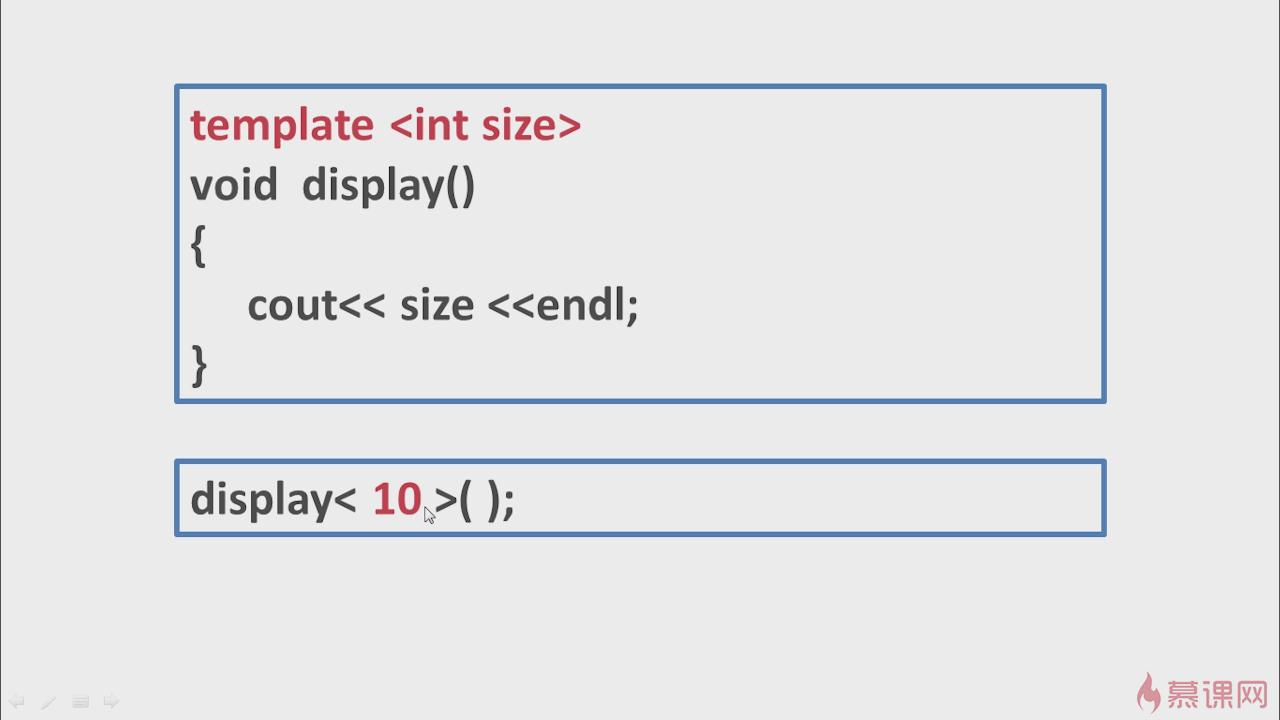 template <int size>
void  display()
{
cout<< size <<endl;
}
display< 10 >( );
慕课网